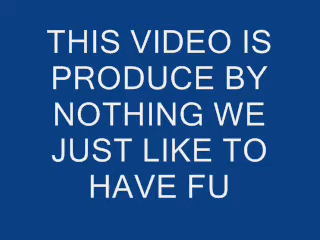 THIS VIDEO IS
PRODUCE BY
NOTHING WE
JUST LIKE TO
HAVE FU